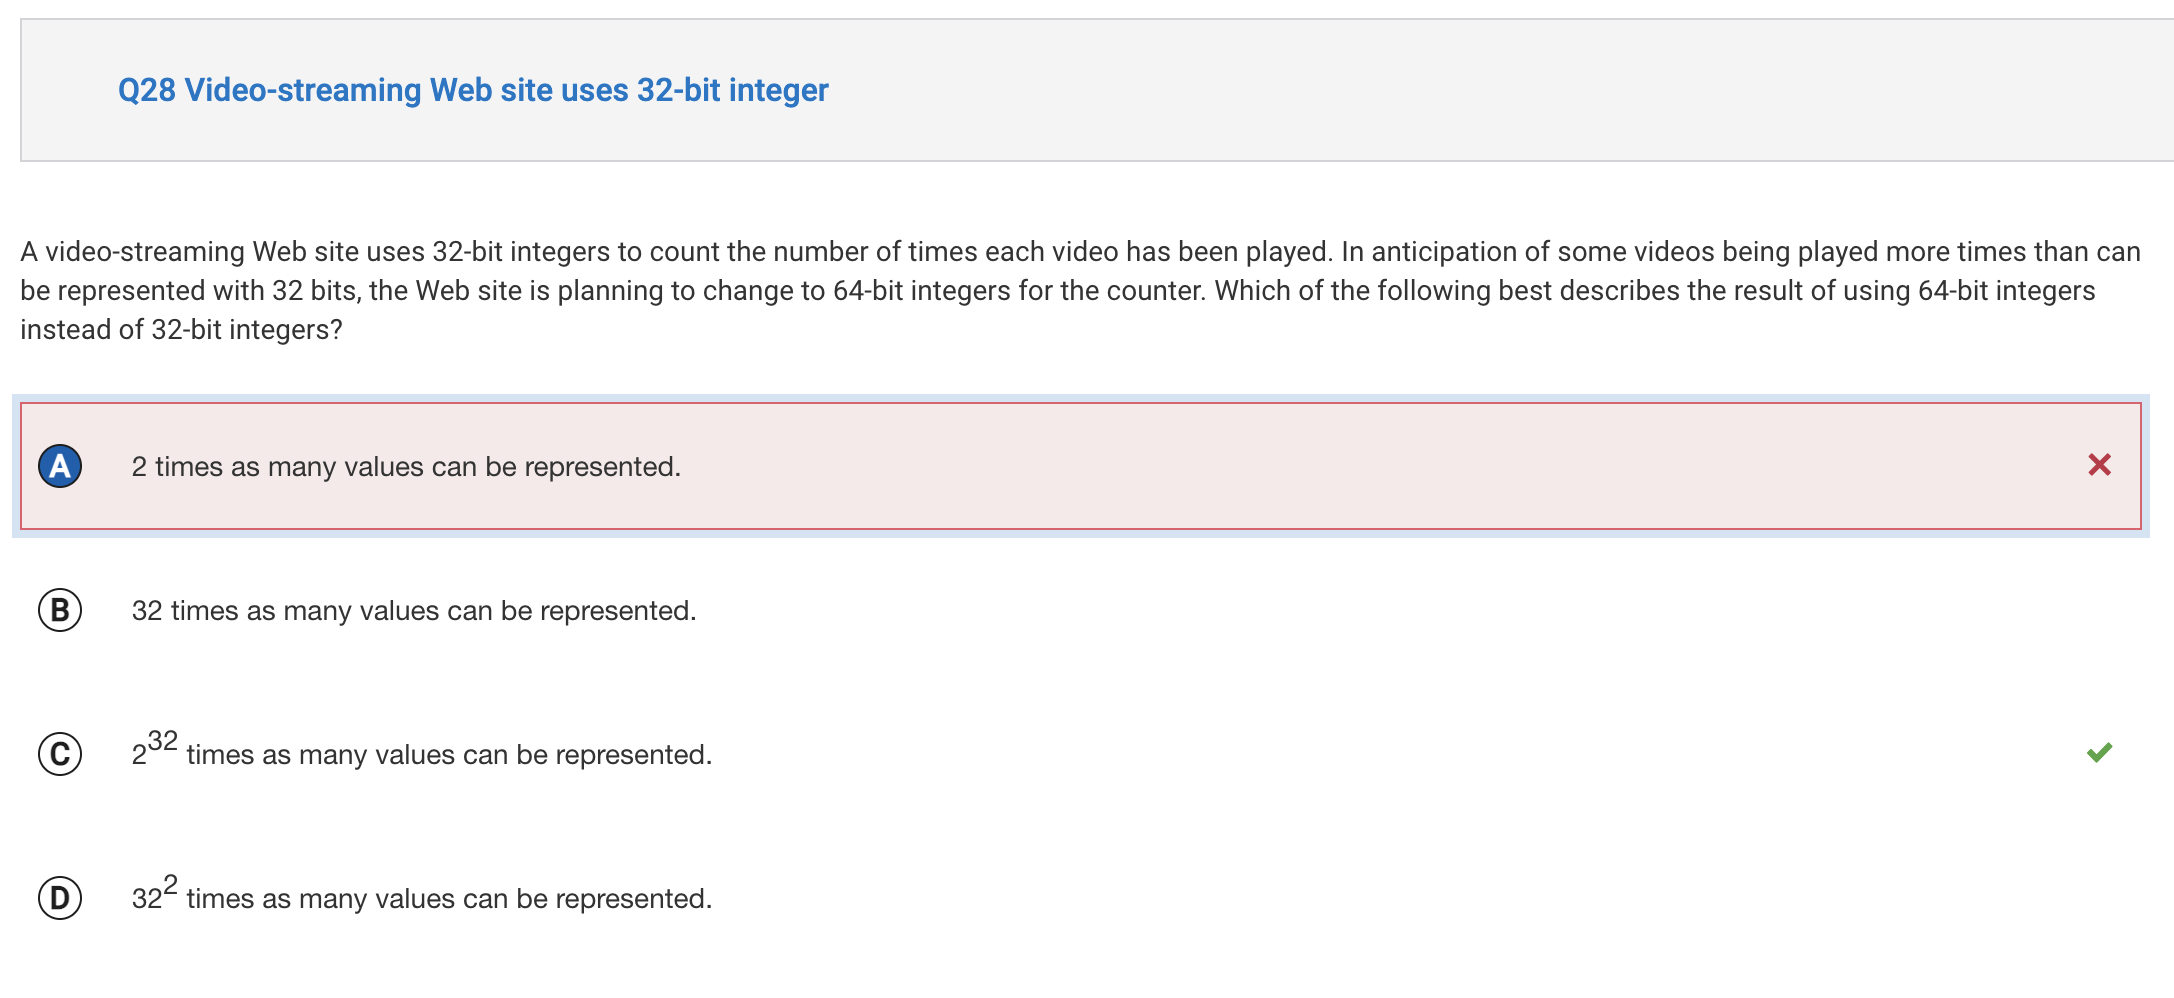 Q28 Video-streaming Web site uses 32-bit integer
A video-streaming Web site uses 32-bit integers to count the number of times each video has been played. In anticipation of some videos being played more times than can
be represented with 32 bits, the Web site is planning to change to 64-bit integers for the counter. Which of the following best describes the result of using 64-bit integers
instead of 32-bit integers?
A 2 times as many values can be represented.
B 32 times as many values can be represented.
C 2³² times as many values can be represented.
D 32² times as many values can be represented.